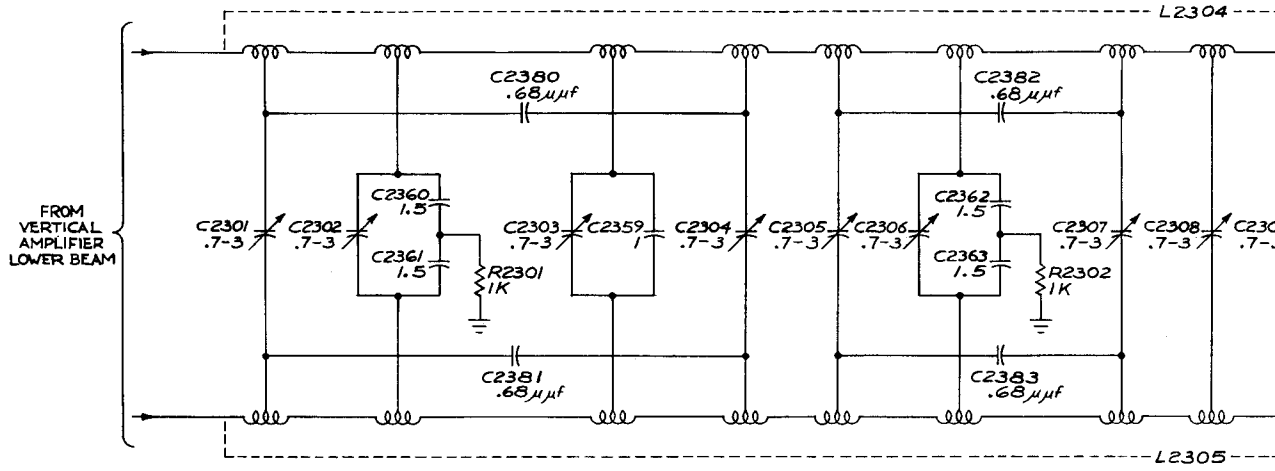 L2304
C2380
.68μμf
C2382
.68μμf
FROM
VERTICAL
AMPLIFIER
LOWER BEAM
C2301
.7-3
C2302
.7-3
C2360
1.5
C2361
1.5
R2301
1K
C2303
.7-3
C2359
1
C2304
.7-3
C2305
.7-3
C2306
.7-3
C2362
1.5
C2363
1.5
R2302
1K
C2307
.7-3
C2308
.7-3
C2381
.68μμf
C2383
.68μμf
L2305